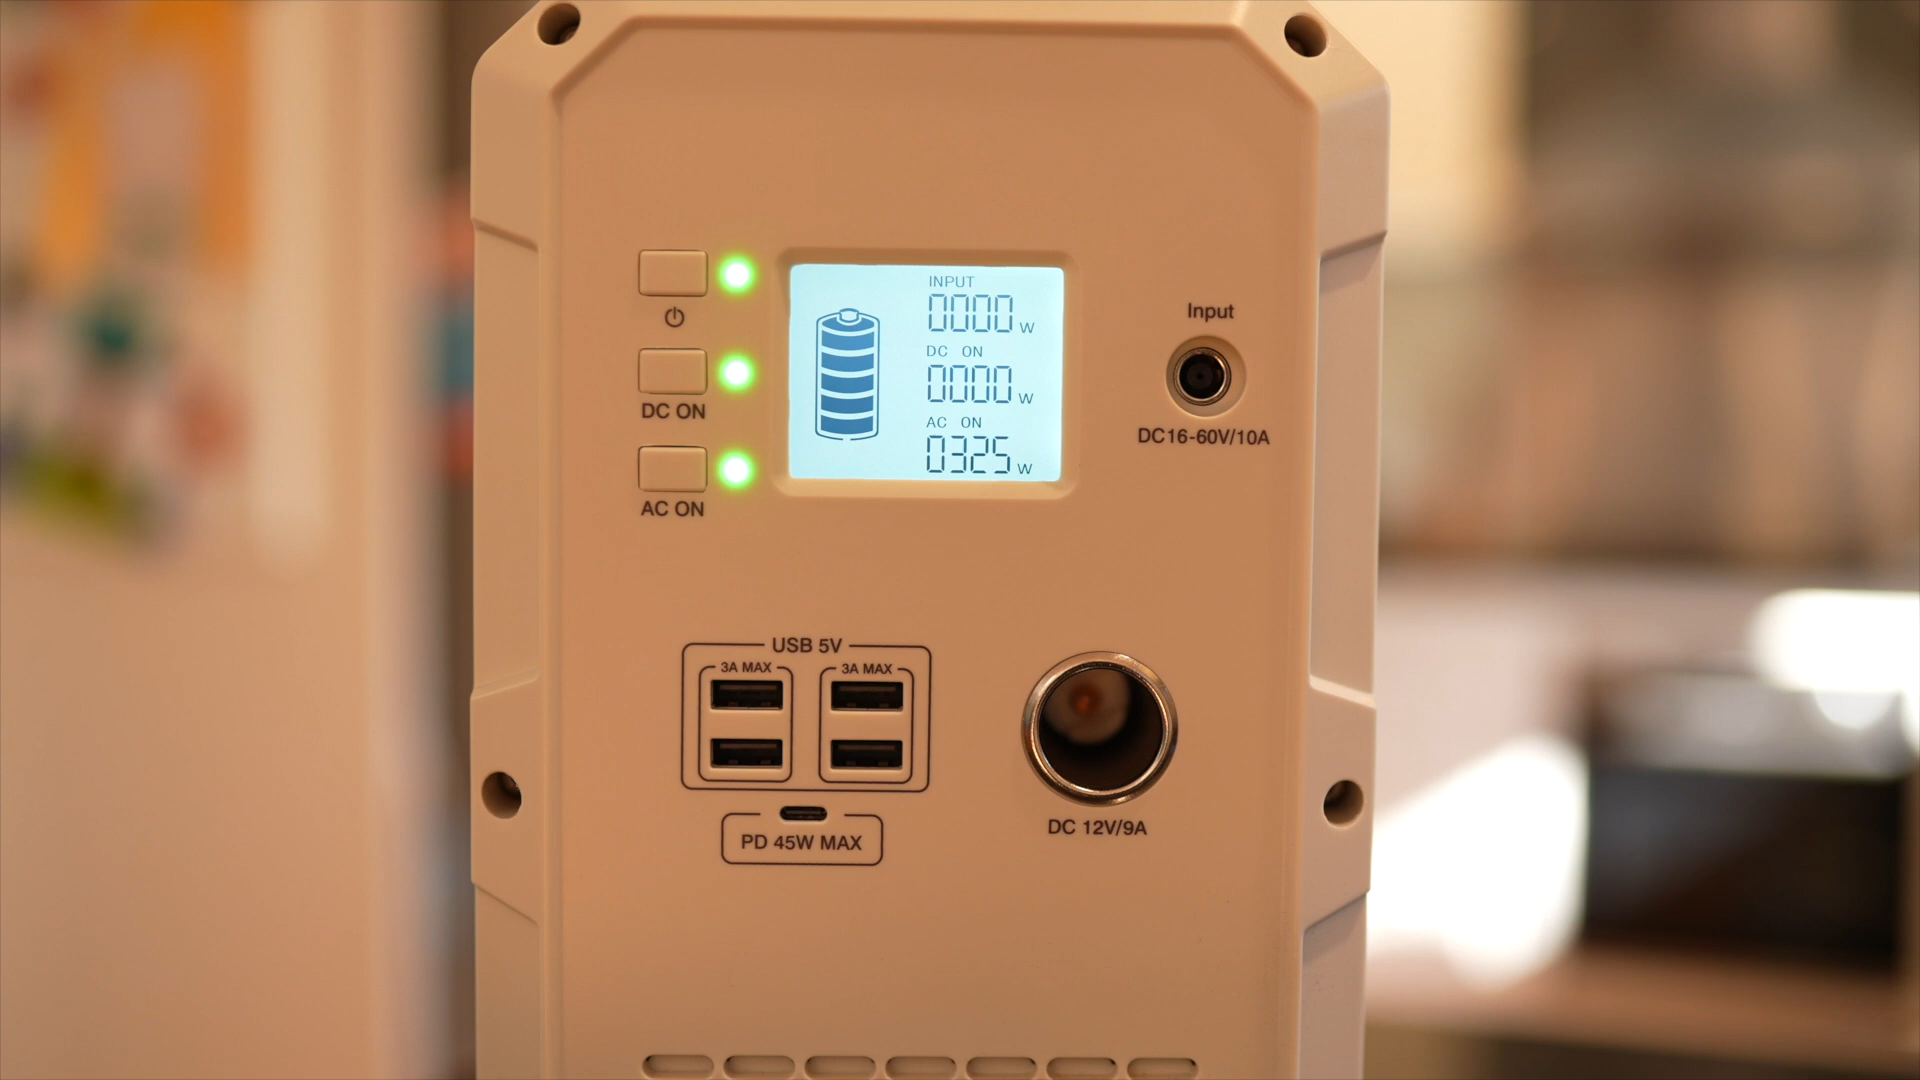 INPUT
0000 W
DC ON
0000 W
AC ON
0325 W
DC ON
AC ON
Input
DC16-60V/10A
USB 5V
3A MAX
3A MAX
PD 45W MAX
DC 12V/9A